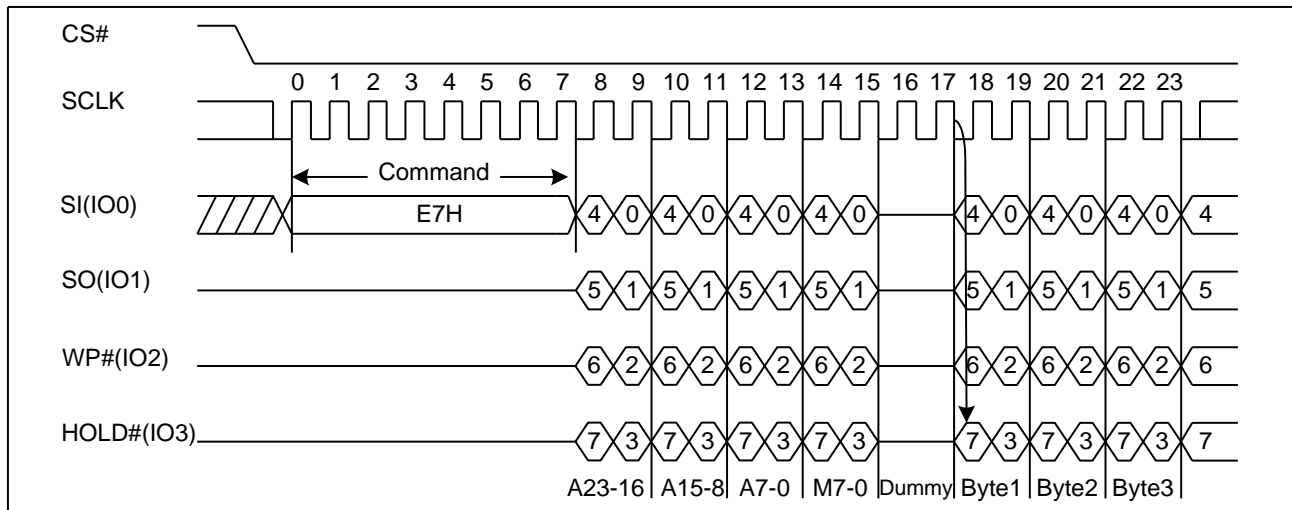 CS#
0 1 2 3 4 5 6 7 8 9 10 11 12 13 14 15 16 17 18 19 20 21 22 23
SCLK
Command
SI(IO0)
E7H
4 0 4 0 4 0 4 0 4 0 4 0 4 0 4
SO(IO1)
5 1 5 1 5 1 5 1 5 1 5 1 5 1 5
WP#(IO2)
6 2 6 2 6 2 6 2 6 2 6 2 6 2 6
HOLD#(IO3)
7 3 7 3 7 3 7 3 7 3 7 3 7 3 7
A23-16 A15-8 A7-0 M7-0 Dummy Byte1 Byte2 Byte3